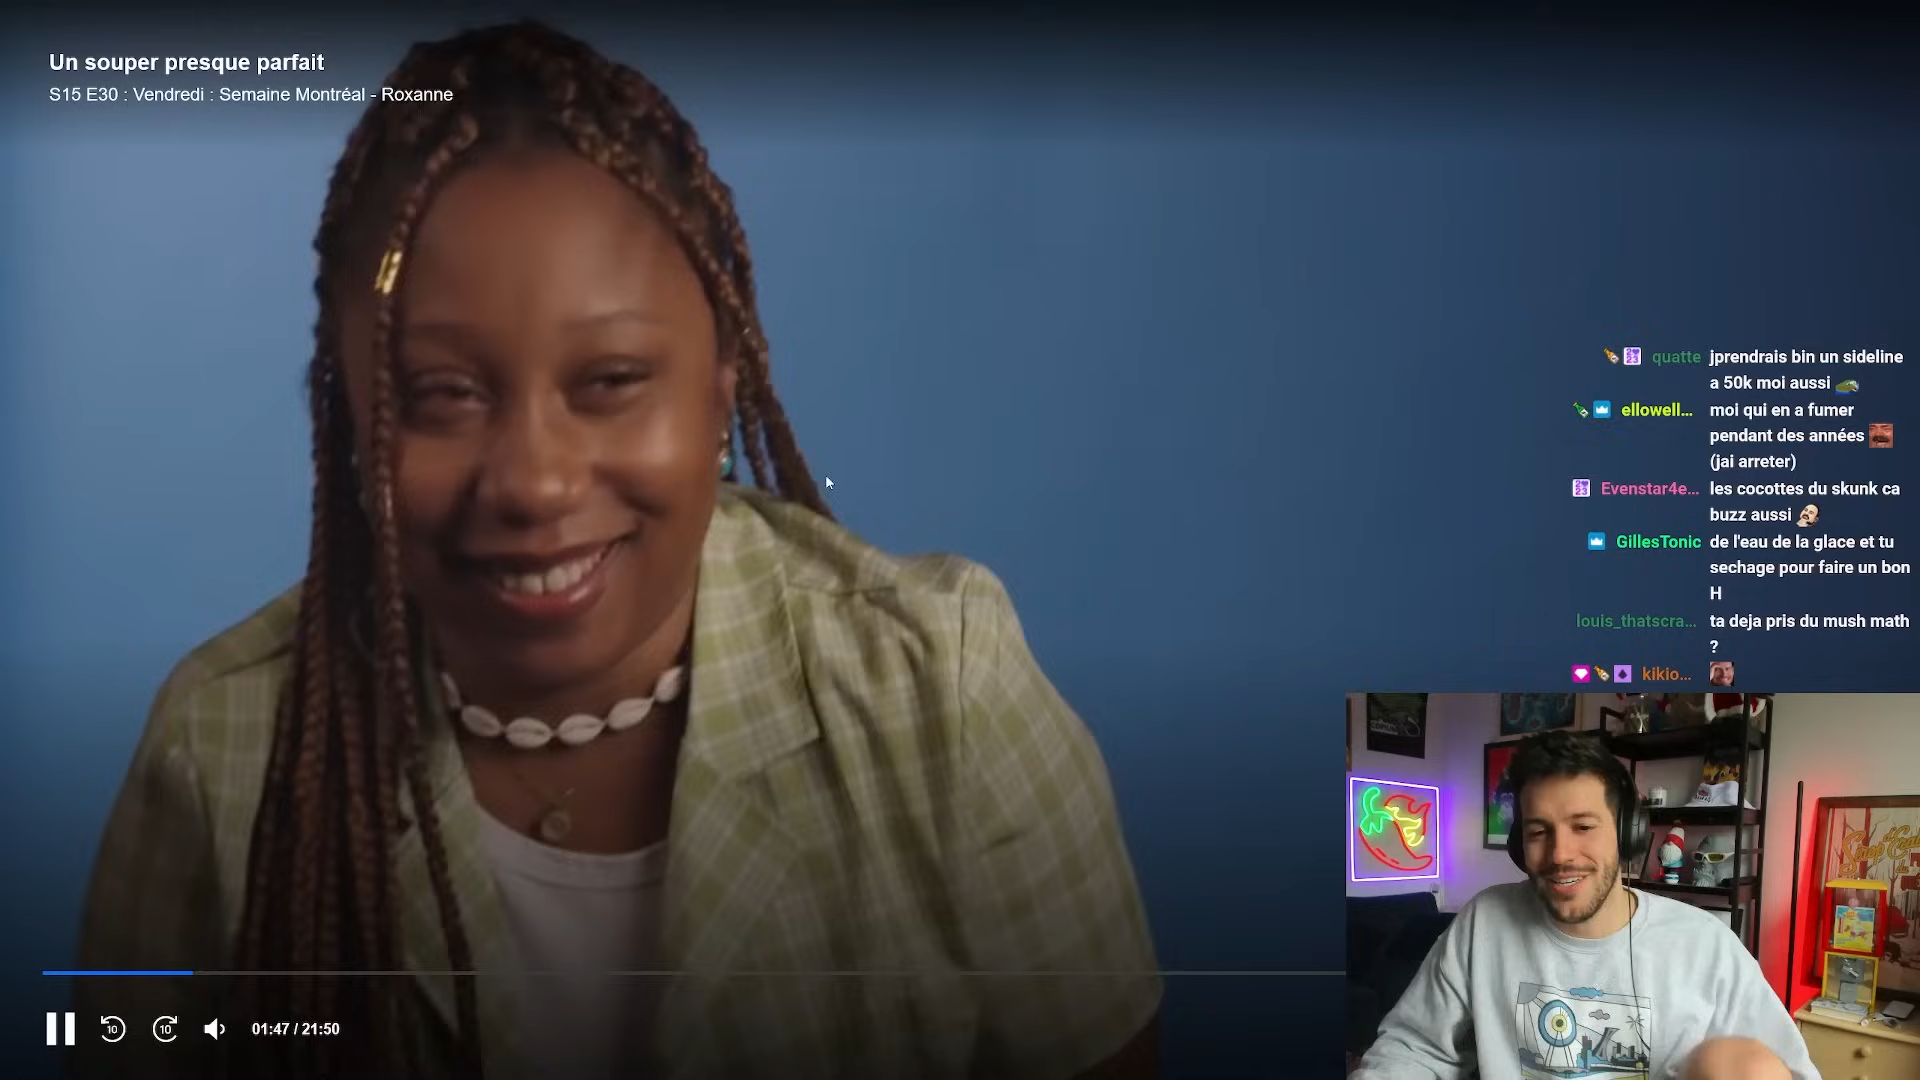 Un souper presque parfait
S15 E30 : Vendredi : Semaine Montréal - Roxanne
quatte jprendrais bin un sideline
a 50k moi aussi
ellowell... moi qui en a fumer
pendant des années
(jai arreter)
Evenstar4e... les cocottes du skunk ca
buzz aussi
GillesTonic de l'eau de la glace et tu
sechage pour faire un bon
H
louis_thatscra... ta deja pris du mush math
?
kikio...
10
10
01:47 / 21:50